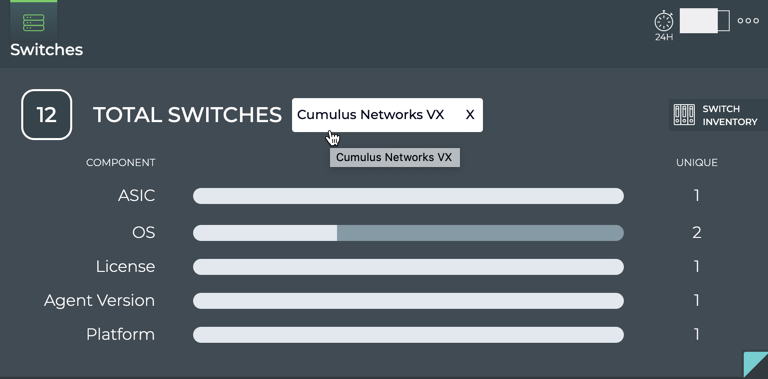 24H
Switches
12 TOTAL SWITCHES Cumulus Networks VX X
SWITCH
INVENTORY
Cumulus Networks VX
COMPONENT UNIQUE
ASIC 1
OS 2
License 1
Agent Version 1
Platform 1